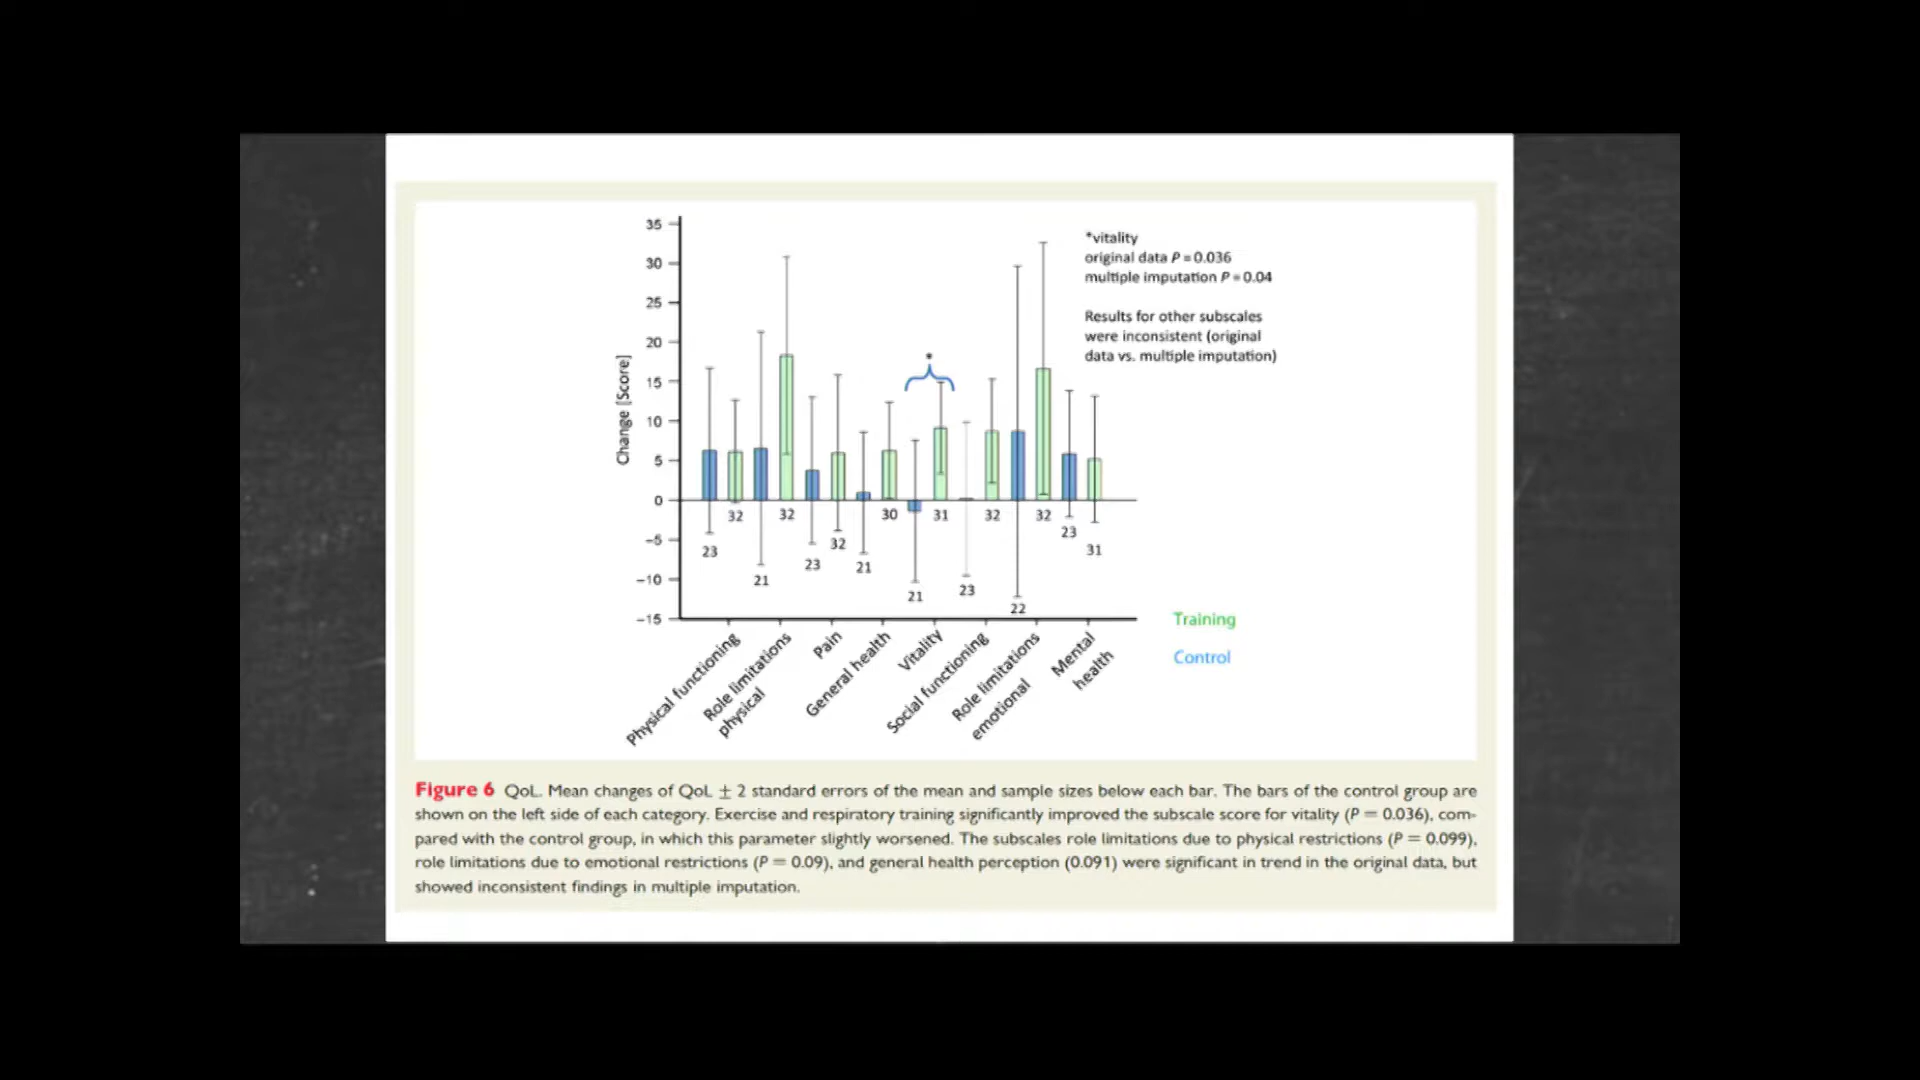 35
30
25
20
15
10
5
0
−5
−10
−15
Change [Score]
*
*vitality
original data P = 0.036
multiple imputation P = 0.04
Results for other subscales
were inconsistent (original
data vs. multiple imputation)
23
32
21
32
23
32
21
30
21
31
23
32
22
32
23
31
Physical functioning
Role limitations
physical
Pain
General health
Vitality
Social functioning
Role limitations
emotional
Mental
health
Training
Control
Figure 6 QoL. Mean changes of QoL ± 2 standard errors of the mean and sample sizes below each bar. The bars of the control group are
shown on the left side of each category. Exercise and respiratory training significantly improved the subscale score for vitality (P = 0.036), com-
pared with the control group, in which this parameter slightly worsened. The subscales role limitations due to physical restrictions (P = 0.099),
role limitations due to emotional restrictions (P = 0.09), and general health perception (0.091) were significant in trend in the original data, but
showed inconsistent findings in multiple imputation.